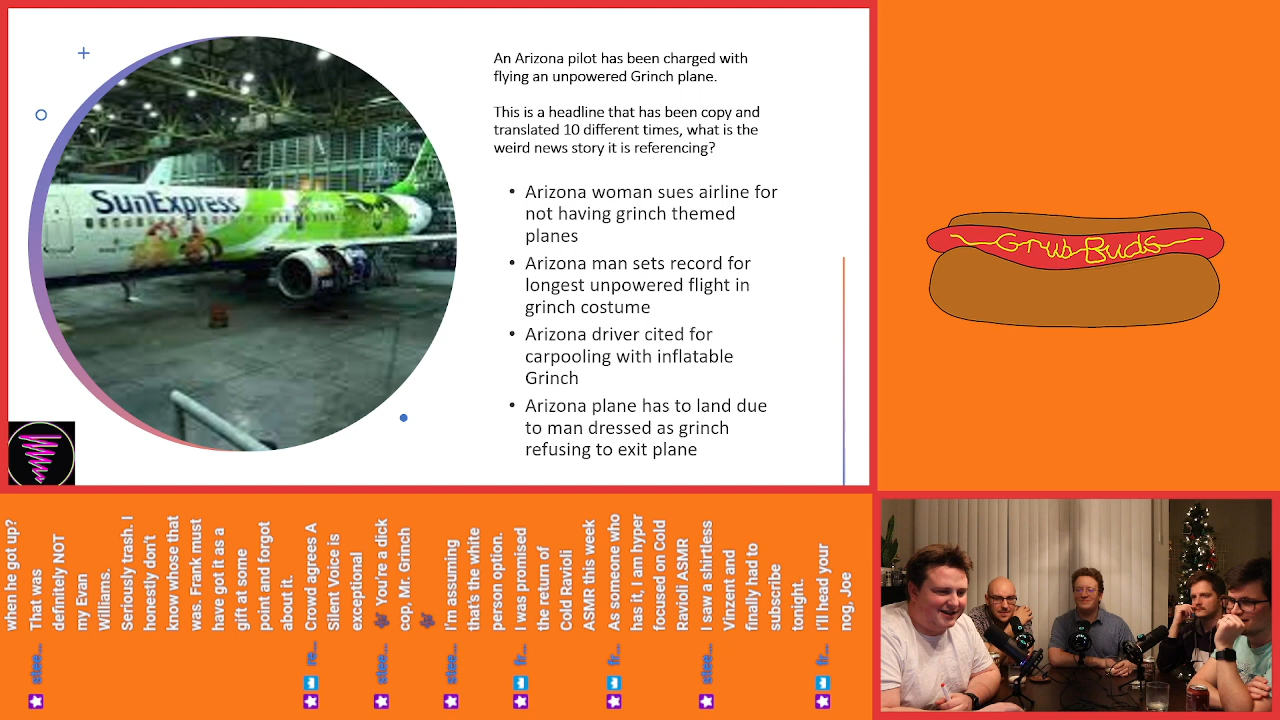 An Arizona pilot has been charged with
flying an unpowered Grinch plane.
This is a headline that has been copy and
translated 10 different times, what is the
weird news story it is referencing?
• Arizona woman sues airline for
not having grinch themed
planes
• Arizona man sets record for
longest unpowered flight in
grinch costume
• Arizona driver cited for
carpooling with inflatable
Grinch
• Arizona plane has to land due
to man dressed as grinch
refusing to exit plane
SunExpress
Grub Buds
when he got up?
stee... That was
definitely NOT
my Evan
Williams.
Seriously trash. I
honestly don't
know whose that
was. Frank must
have got it as a
gift at some
point and forgot
about it.
re... Crowd agrees A
Silent Voice is
exceptional
stee... 🎶 You're a dick
cop, Mr. Grinch
🎶
stee... I'm assuming
that's the white
person option.
fr... I was promised
the return of
Cold Ravioli
ASMR this week
fr... As someone who
has it, I am hyper
focused on Cold
Ravioli ASMR
stee... I saw a shirtless
Vinzent and
finally had to
subscribe
tonight.
fr... I'll head your
nog, Joe